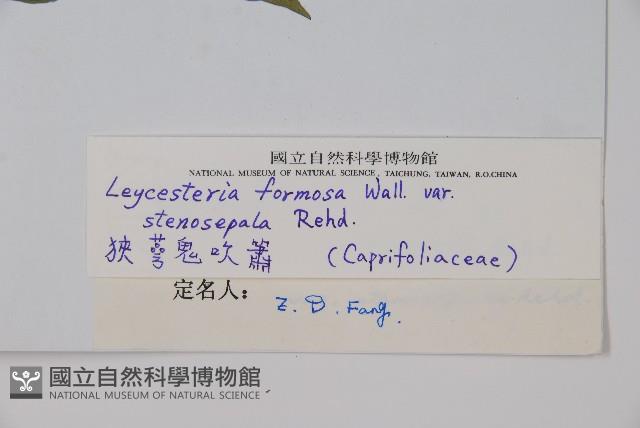 國立自然科學博物館
NATIONAL MUSEUM OF NATURAL SCIENCE, TAICHUNG, TAIWAN, R.O.CHINA
Leycesteria formosa Wall. var.
stenosepala Rehd.
狹萼鬼吹簫 (Caprifoliaceae)
定名人：
Z. D. Fang.
國立自然科學博物館
NATIONAL MUSEUM OF NATURAL SCIENCE